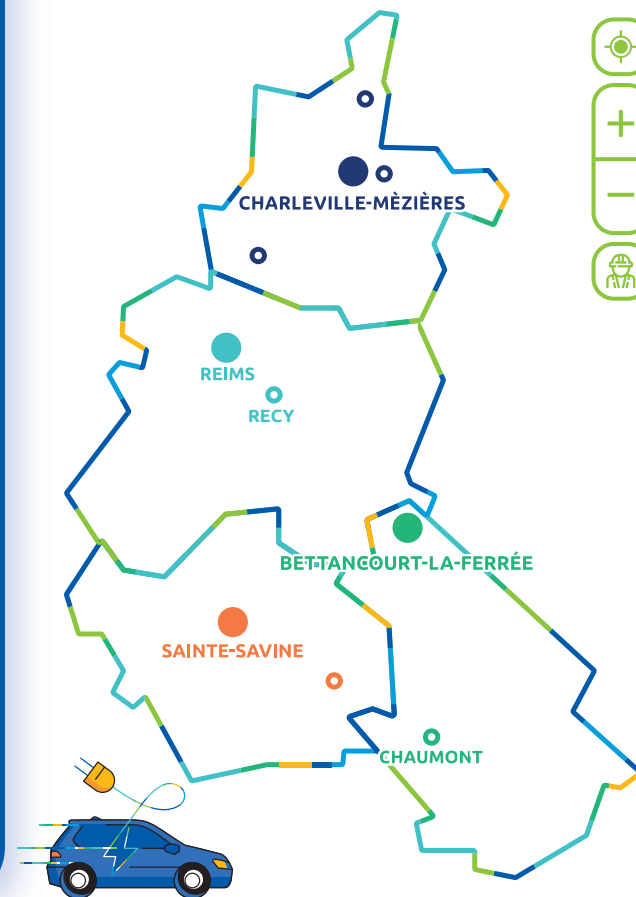 CHARLEVILLE-MÈZIÈRES
REIMS
RECY
BETTANCOURT-LA-FERRÉE
SAINTE-SAVINE
CHAUMONT